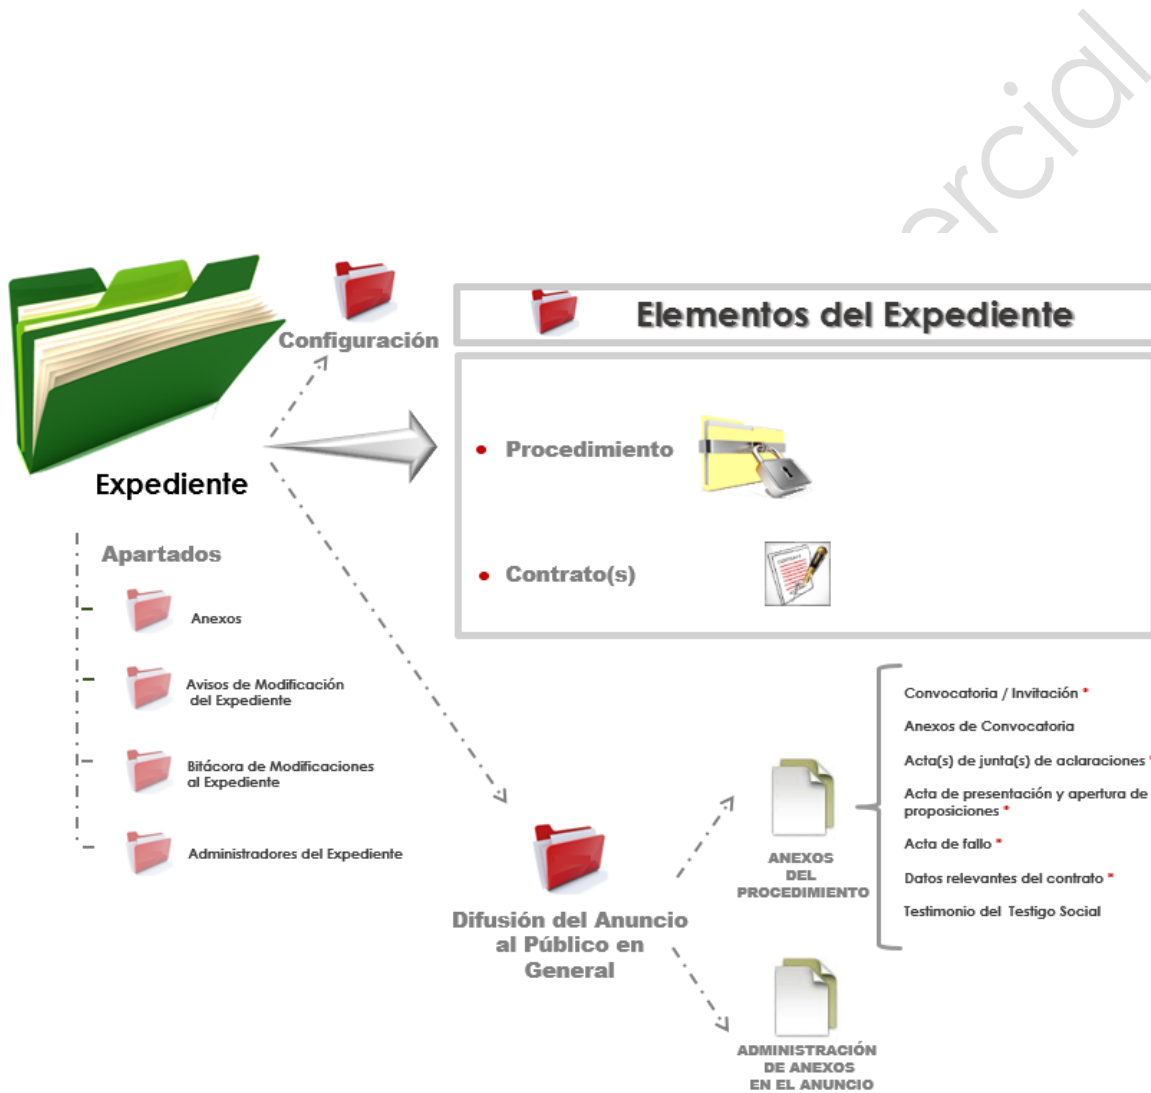 ercial
Configuración
Elementos del Expediente
Expediente
• Procedimiento
• Contrato(s)
Apartados
Anexos
Avisos de Modificación
del Expediente
Bitácora de Modificaciones
al Expediente
Administradores del Expediente
Difusión del Anuncio
al Público en
General
ANEXOS
DEL
PROCEDIMIENTO
ADMINISTRACIÓN
DE ANEXOS
EN EL ANUNCIO
Convocatoria / Invitación *
Anexos de Convocatoria
Acta(s) de junta(s) de aclaraciones *
Acta de presentación y apertura de
proposiciones *
Acta de fallo *
Datos relevantes del contrato *
Testimonio del Testigo Social